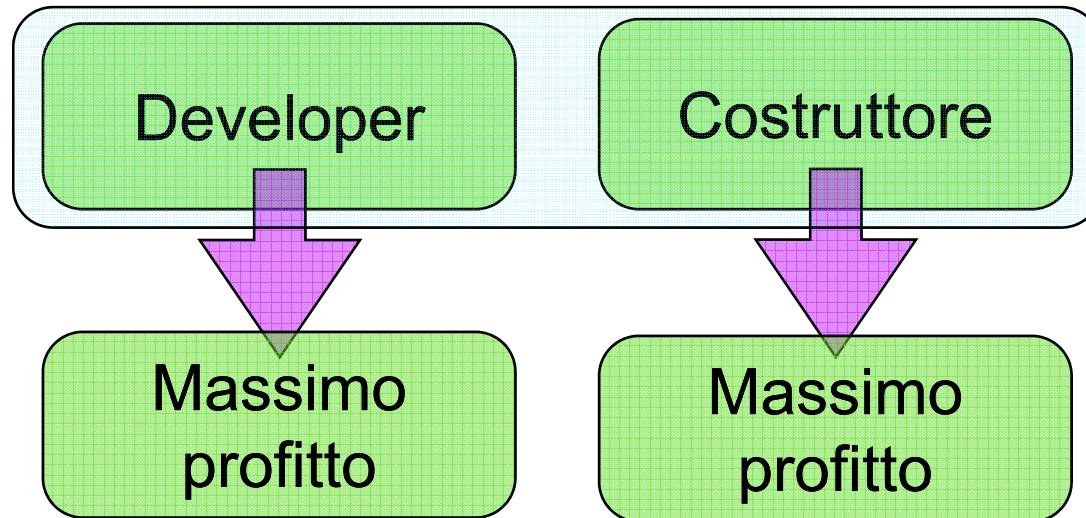 Developer
Costruttore
Massimo
profitto
Massimo
profitto